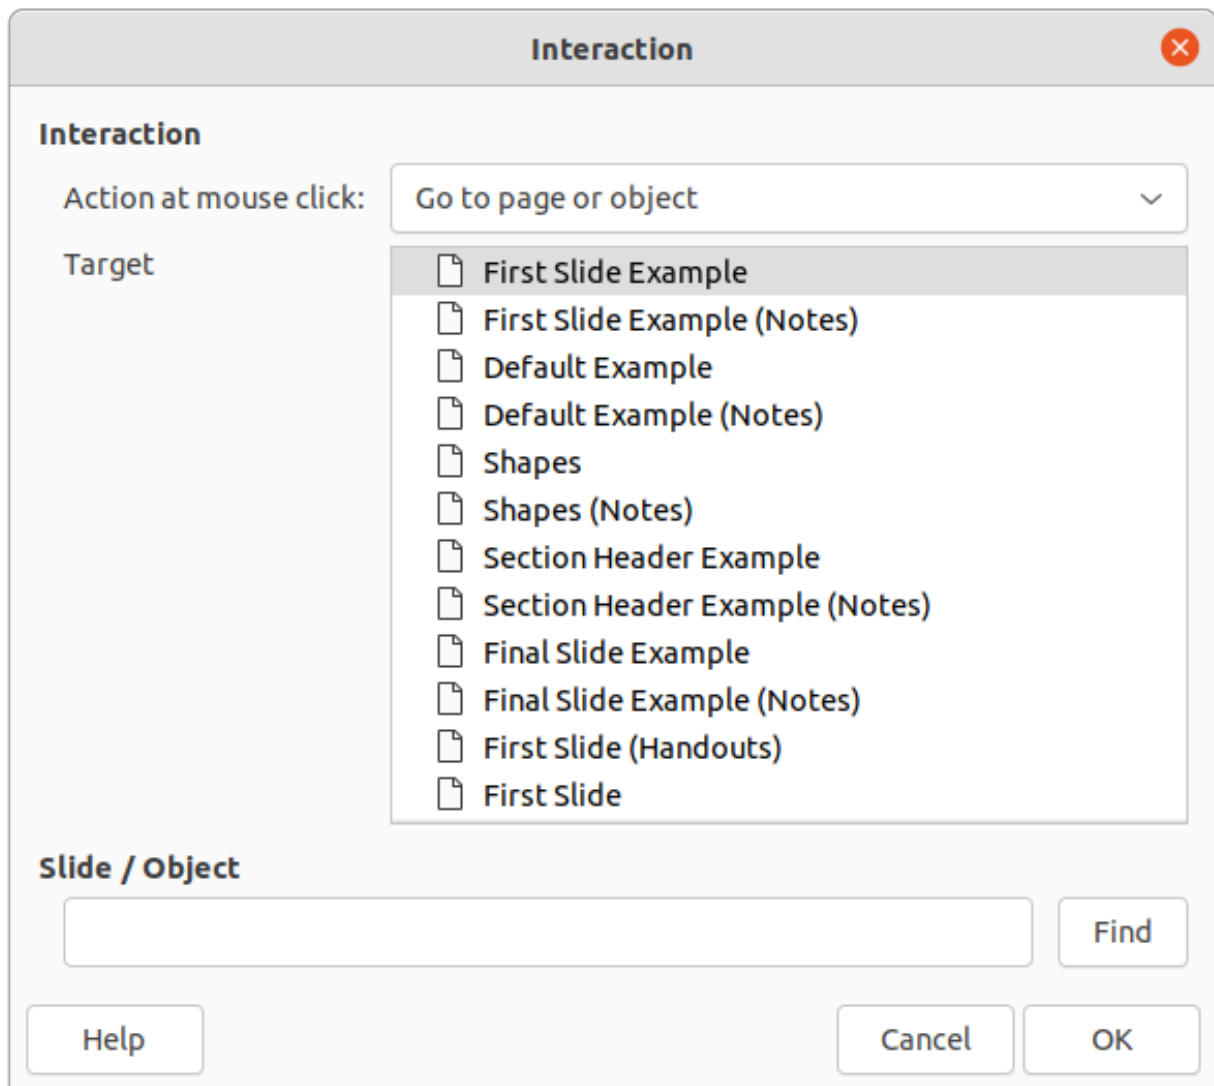 Interaction
Interaction
Action at mouse click: Go to page or object
Target
First Slide Example
First Slide Example (Notes)
Default Example
Default Example (Notes)
Shapes
Shapes (Notes)
Section Header Example
Section Header Example (Notes)
Final Slide Example
Final Slide Example (Notes)
First Slide (Handouts)
First Slide
Slide / Object
Find
Help Cancel OK